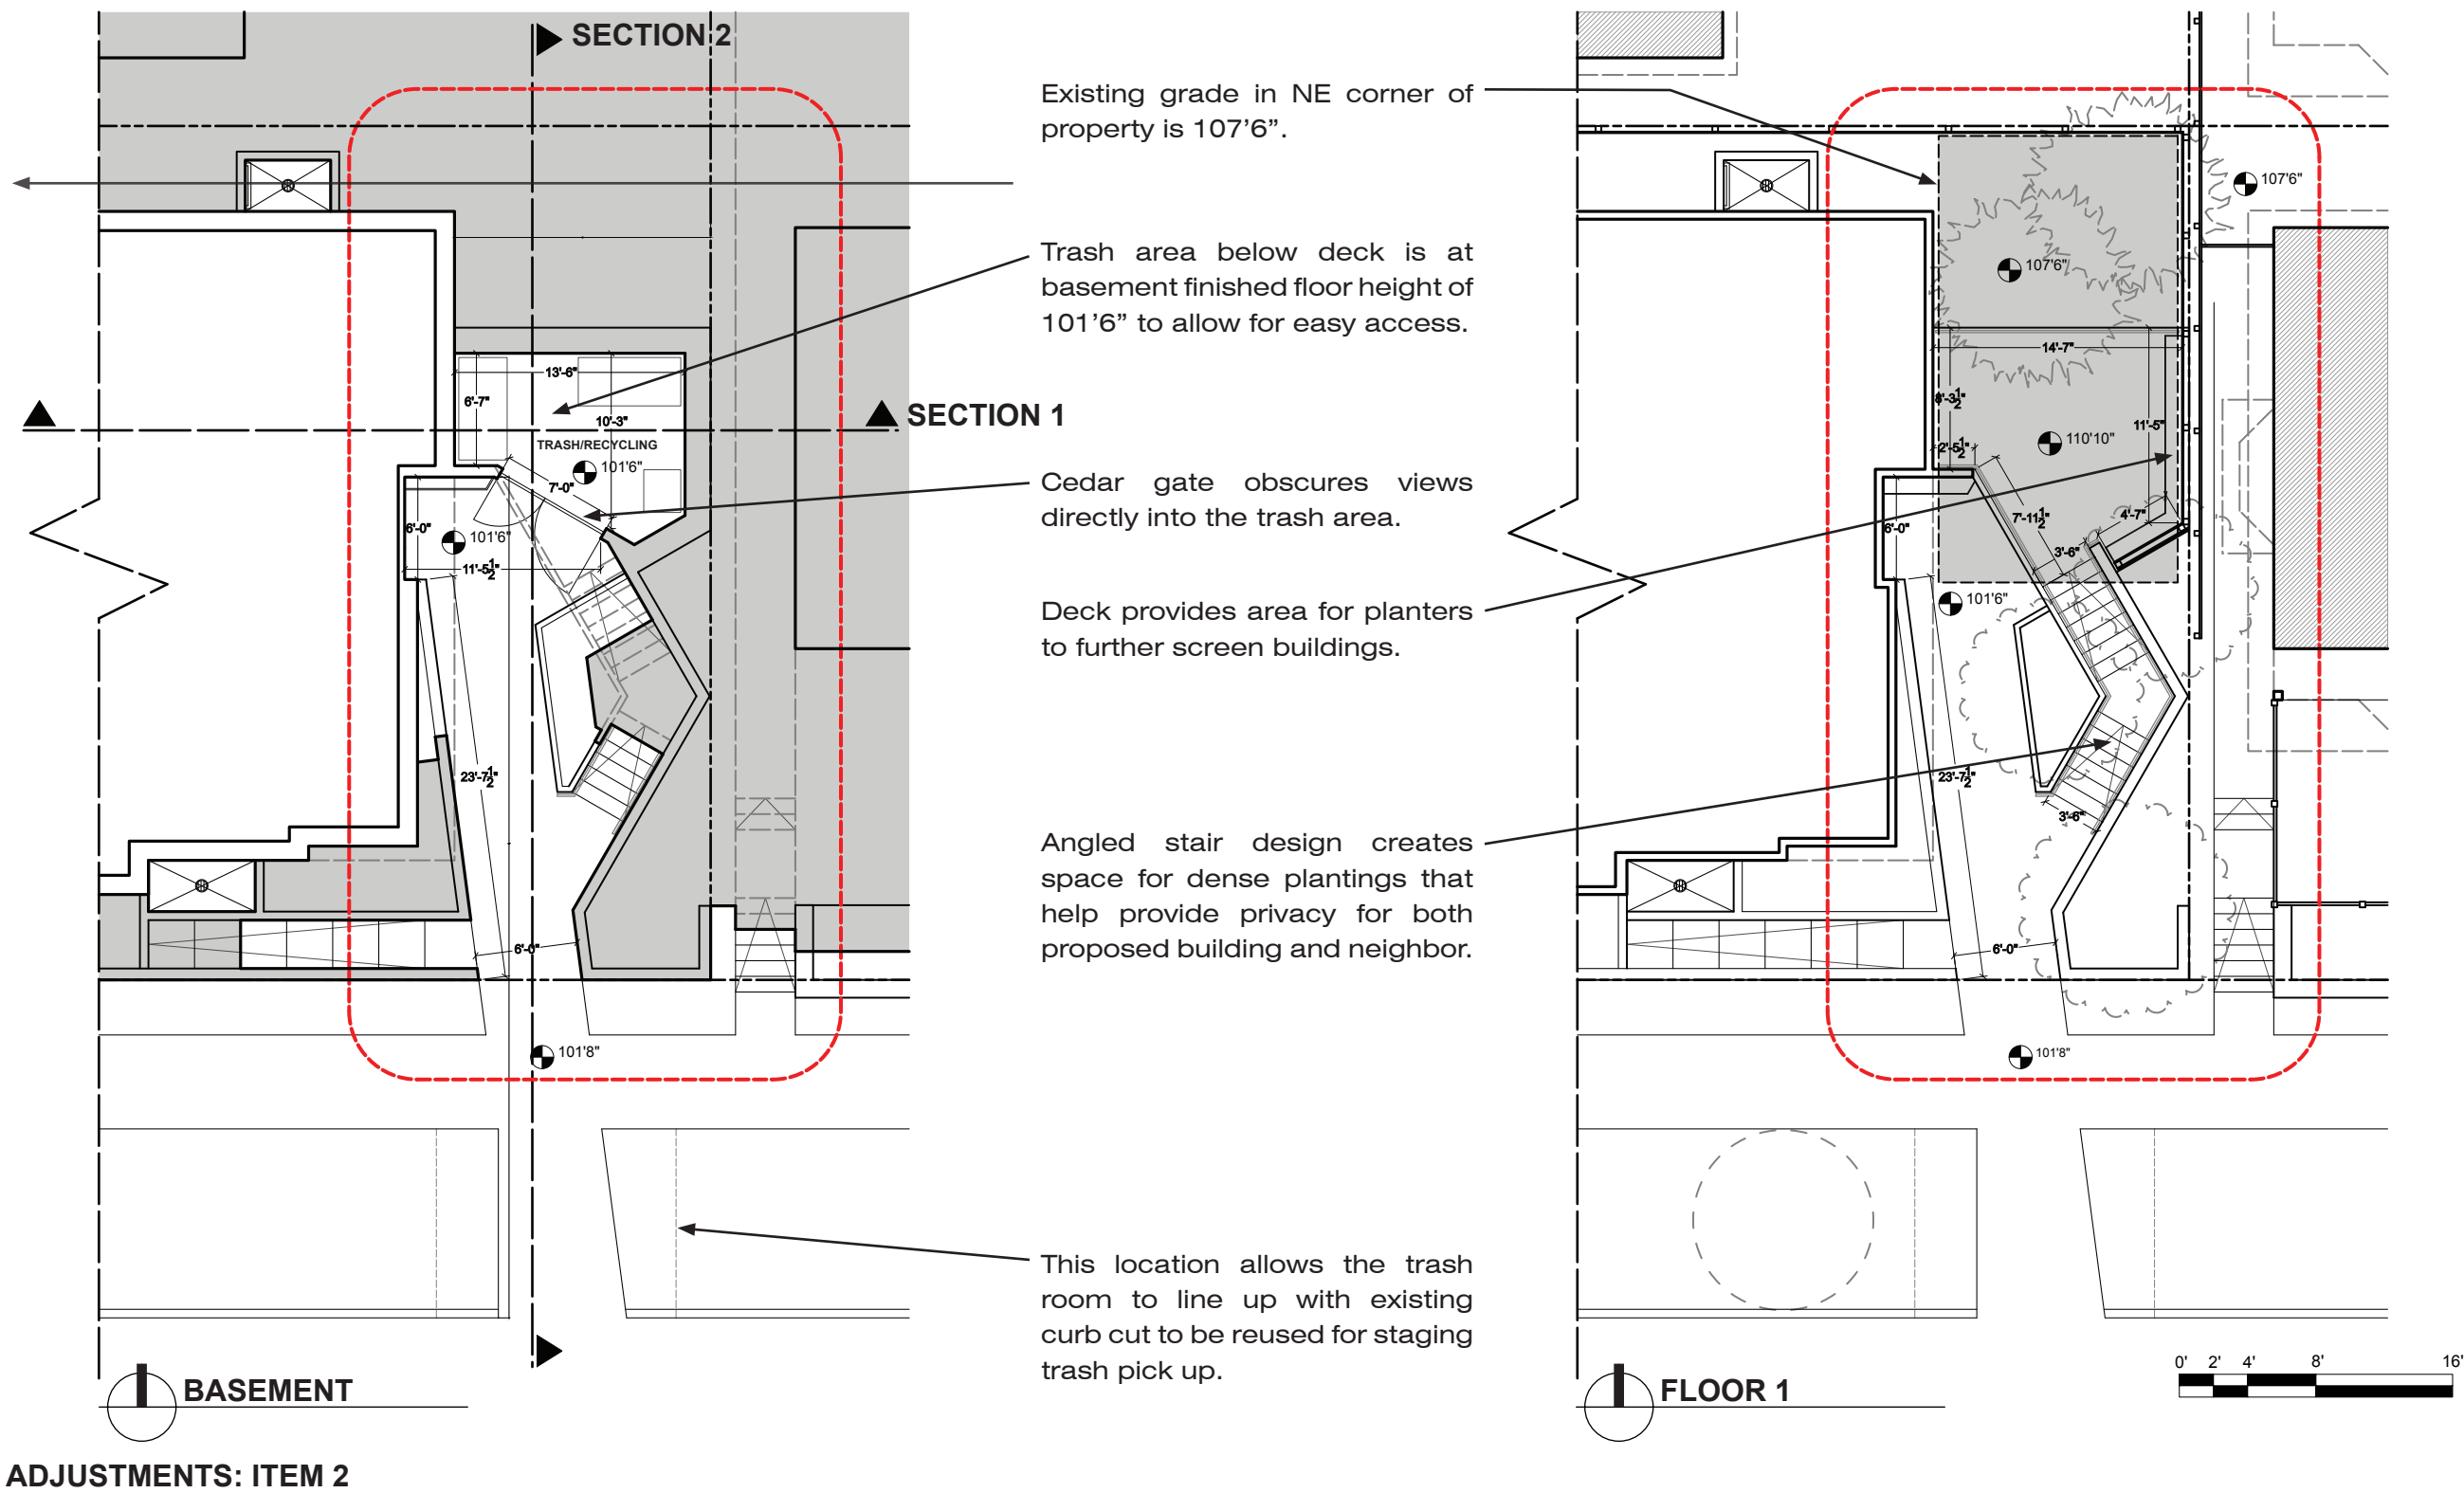 SECTION 2
13'-6"
6'-7"
10'-3"
TRASH/RECYCLING
101'6"
7'-0"
6'-0"
101'6"
11'-5½"
23'-7½"
6'-0"
101'8"
SECTION 1
BASEMENT
Existing grade in NE corner of
property is 107’6”.
Trash area below deck is at
basement finished floor height of
101’6” to allow for easy access.
Cedar gate obscures views
directly into the trash area.
Deck provides area for planters
to further screen buildings.
Angled stair design creates
space for dense plantings that
help provide privacy for both
proposed building and neighbor.
This location allows the trash
room to line up with existing
curb cut to be reused for staging
trash pick up.
107'6"
107'6"
14'-7"
8'-3½"
11'-5"
110'10"
2'-5½"
7'-11½"
4'-7"
6'-0"
3'-6"
101'6"
23'-7½"
3'-6"
6'-0"
101'8"
FLOOR 1
0' 2' 4' 8' 16'
ADJUSTMENTS: ITEM 2